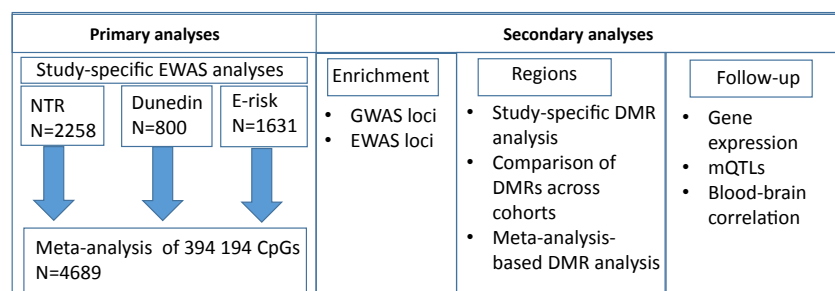 Primary analyses
Secondary analyses
Study-specific EWAS analyses
NTR
N=2258
Dunedin
N=800
E-risk
N=1631
Meta-analysis of 394 194 CpGs
N=4689
Enrichment
• GWAS loci
• EWAS loci
Regions
• Study-specific DMR
analysis
• Comparison of
DMRs across
cohorts
• Meta-analysis-
based DMR analysis
Follow-up
• Gene
expression
• mQTLs
• Blood-brain
correlation